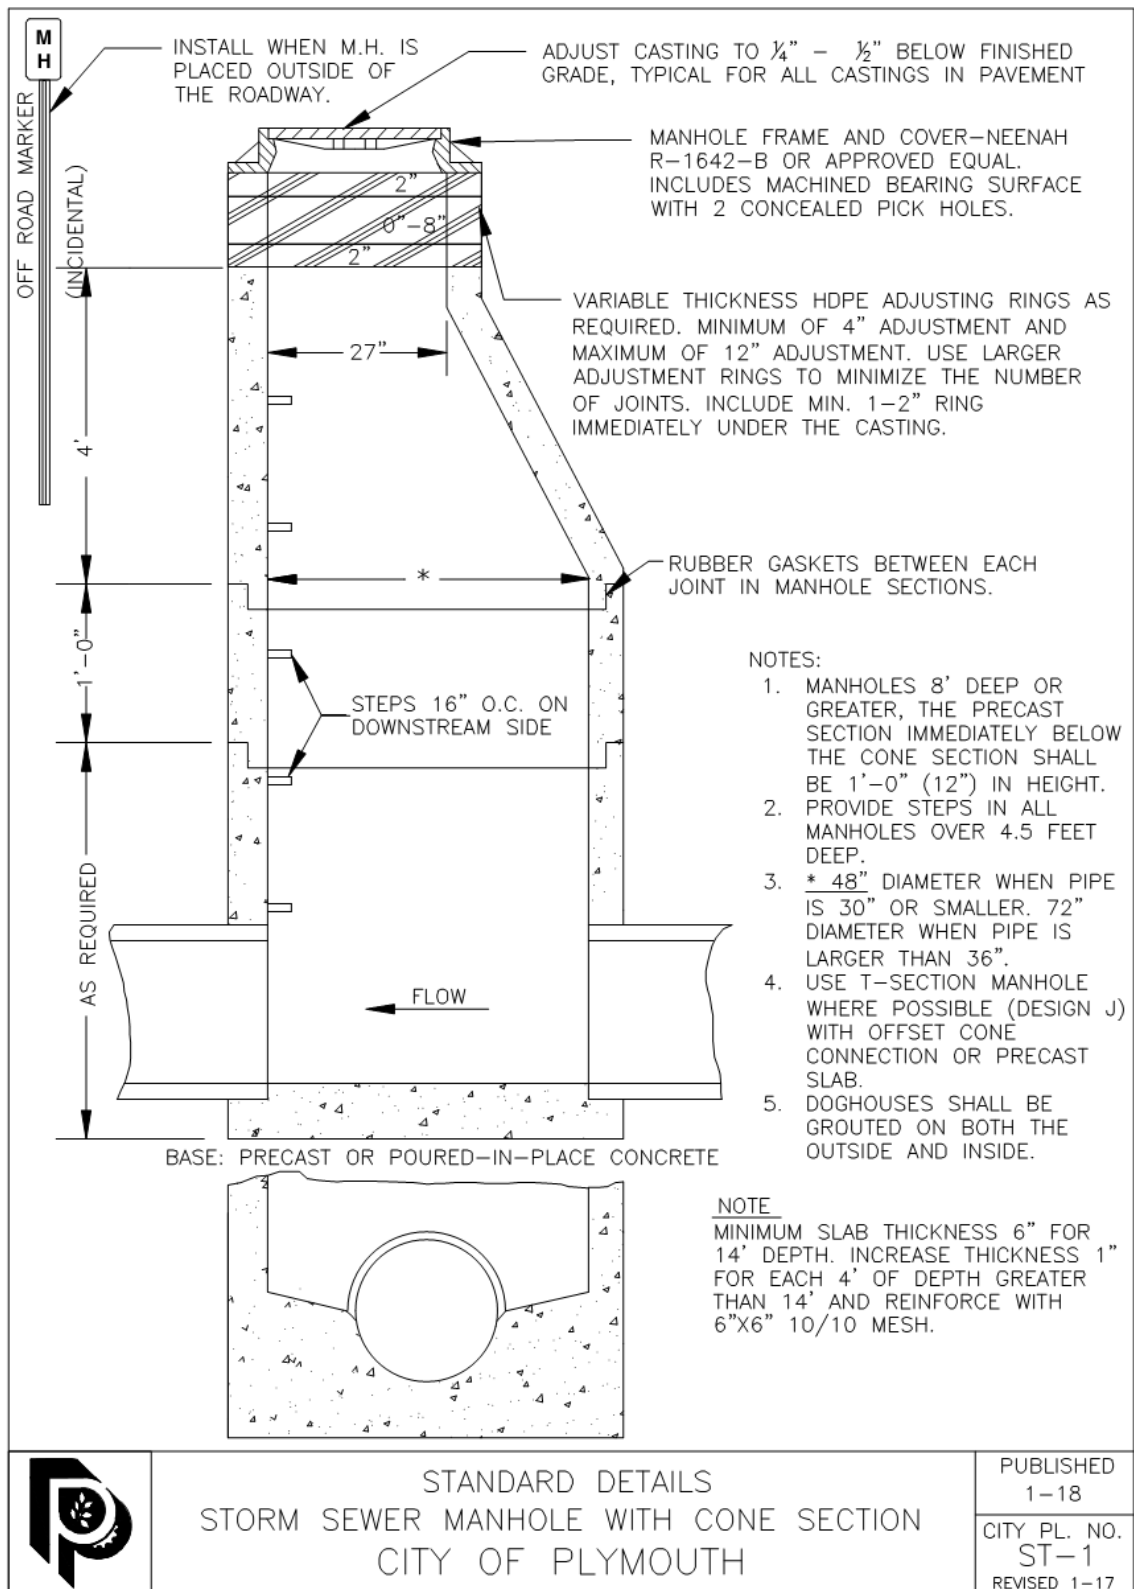 M
H
INSTALL WHEN M.H. IS
PLACED OUTSIDE OF
THE ROADWAY.
ADJUST CASTING TO ¼" – ½" BELOW FINISHED
GRADE, TYPICAL FOR ALL CASTINGS IN PAVEMENT
MANHOLE FRAME AND COVER–NEENAH
R–1642–B OR APPROVED EQUAL.
INCLUDES MACHINED BEARING SURFACE
WITH 2 CONCEALED PICK HOLES.
OFF ROAD MARKER
(INCIDENTAL)
2"
0"–8"
2"
VARIABLE THICKNESS HDPE ADJUSTING RINGS AS
REQUIRED. MINIMUM OF 4" ADJUSTMENT AND
MAXIMUM OF 12" ADJUSTMENT. USE LARGER
ADJUSTMENT RINGS TO MINIMIZE THE NUMBER
OF JOINTS. INCLUDE MIN. 1–2" RING
IMMEDIATELY UNDER THE CASTING.
27"
4'
*
RUBBER GASKETS BETWEEN EACH
JOINT IN MANHOLE SECTIONS.
1'–0"
STEPS 16" O.C. ON
DOWNSTREAM SIDE
AS REQUIRED
FLOW
NOTES:
1. MANHOLES 8' DEEP OR
GREATER, THE PRECAST
SECTION IMMEDIATELY BELOW
THE CONE SECTION SHALL
BE 1'–0" (12") IN HEIGHT.
2. PROVIDE STEPS IN ALL
MANHOLES OVER 4.5 FEET
DEEP.
3. * 48" DIAMETER WHEN PIPE
IS 30" OR SMALLER. 72"
DIAMETER WHEN PIPE IS
LARGER THAN 36".
4. USE T–SECTION MANHOLE
WHERE POSSIBLE (DESIGN J)
WITH OFFSET CONE
CONNECTION OR PRECAST
SLAB.
5. DOGHOUSES SHALL BE
GROUTED ON BOTH THE
OUTSIDE AND INSIDE.
BASE: PRECAST OR POURED–IN–PLACE CONCRETE
NOTE
MINIMUM SLAB THICKNESS 6" FOR
14' DEPTH. INCREASE THICKNESS 1"
FOR EACH 4' OF DEPTH GREATER
THAN 14' AND REINFORCE WITH
6"X6" 10/10 MESH.
STANDARD DETAILS
STORM SEWER MANHOLE WITH CONE SECTION
CITY OF PLYMOUTH
PUBLISHED
1–18
CITY PL. NO.
ST–1
REVISED 1–17